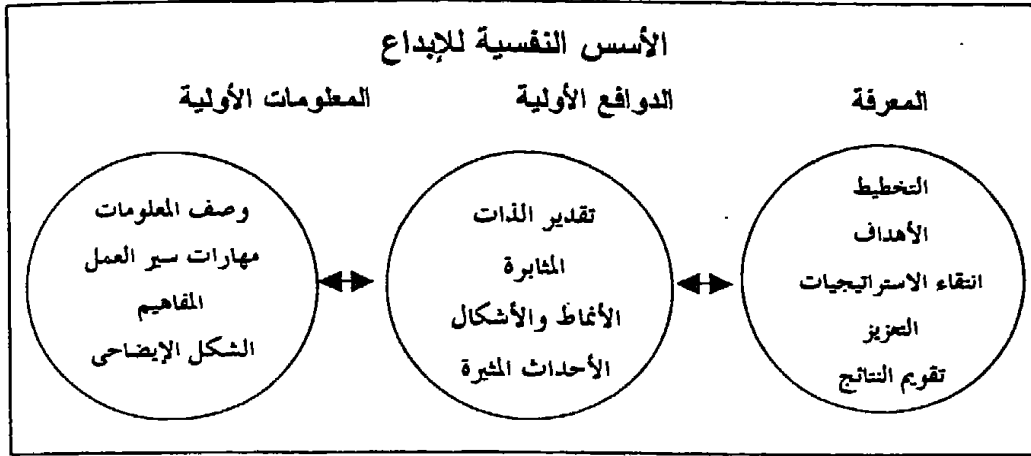 الأسس النفسية للإبداع
المعرفة
الدوافع الأولية
المعلومات الأولية
التخطيط
الأهداف
انتقاء الاستراتيجيات
التعزيز
تقويم النتائج
تقدير الذات
المثابرة
الأنماط والأشكال
الأحداث المثيرة
وصف المعلومات
مهارات سير العمل
المفاهيم
الشكل الإيضاحى